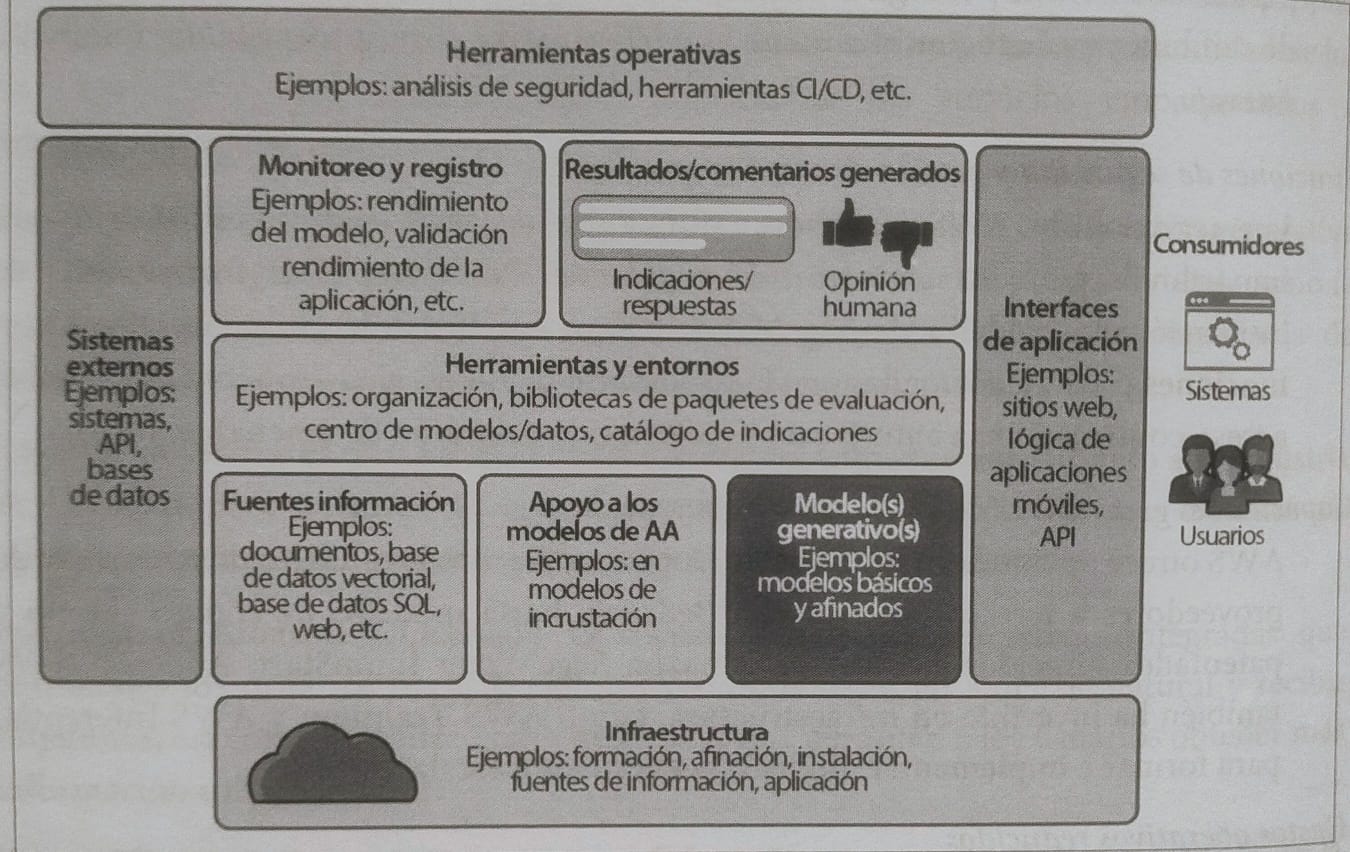 Herramientas operativas
Ejemplos: análisis de seguridad, herramientas CI/CD, etc.
Sistemas
externos
Ejemplos:
sistemas,
API,
bases
de datos
Monitoreo y registro
Ejemplos: rendimiento
del modelo, validación
rendimiento de la
aplicación, etc.
Resultados/comentarios generados
Indicaciones/
respuestas
Opinión
humana
Herramientas y entornos
Ejemplos: organización, bibliotecas de paquetes de evaluación,
centro de modelos/datos, catálogo de indicaciones
Fuentes información
Ejemplos:
documentos, base
de datos vectorial,
base de datos SQL,
web, etc.
Apoyo a los
modelos de AA
Ejemplos: en
modelos de
incrustación
Modelo(s)
generativo(s)
Ejemplos:
modelos básicos
y afinados
Interfaces
de aplicación
Ejemplos:
sitios web,
lógica de
aplicaciones
móviles,
API
Consumidores
Sistemas
Usuarios
Infraestructura
Ejemplos: formación, afinación, instalación,
fuentes de información, aplicación